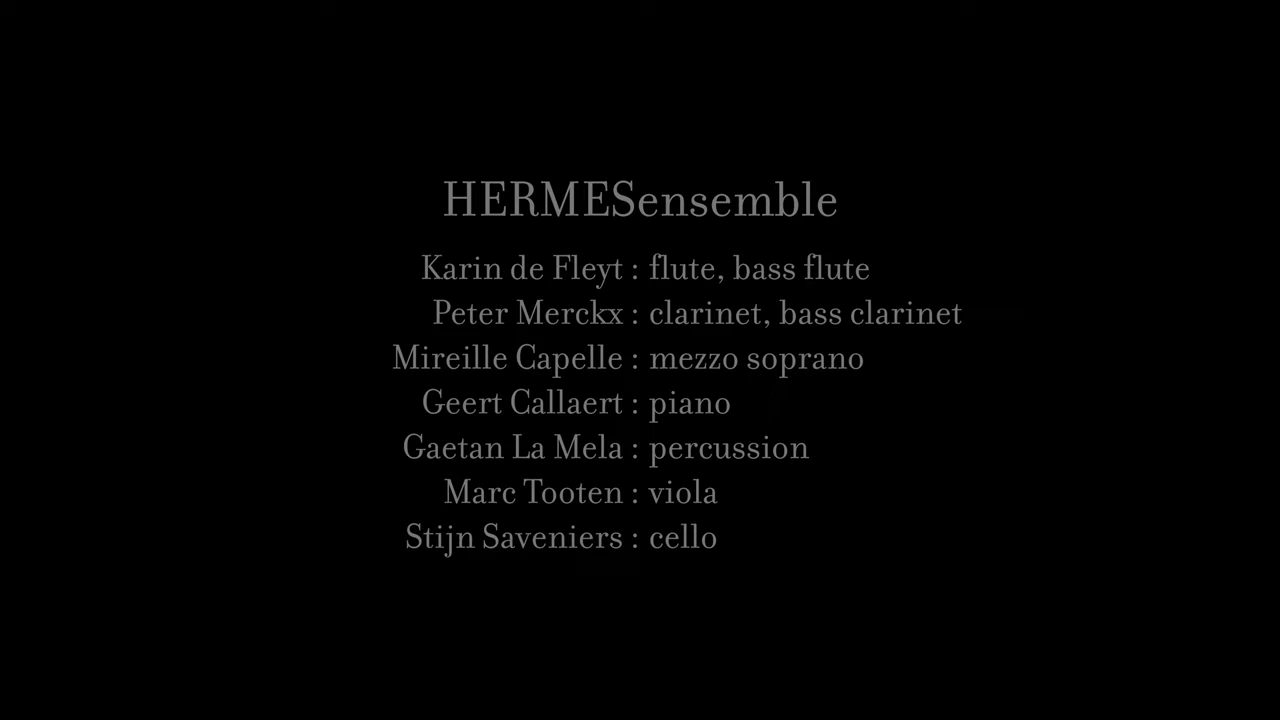 HERMESensemble
Karin de Fleyt : flute, bass flute
Peter Merckx : clarinet, bass clarinet
Mireille Capelle : mezzo soprano
Geert Callaert : piano
Gaetan La Mela : percussion
Marc Tooten : viola
Stijn Saveniers : cello